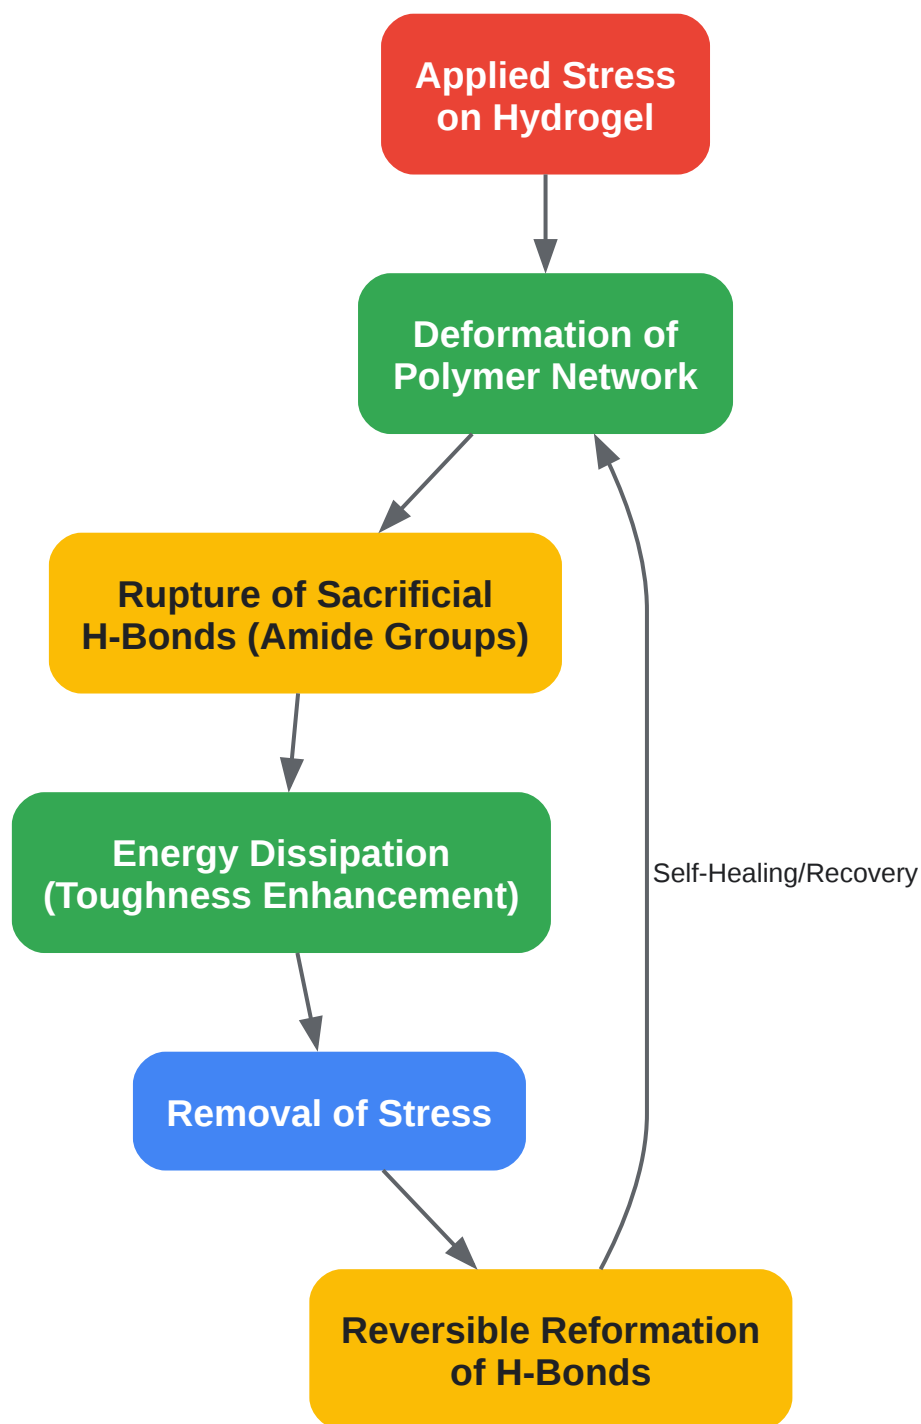 Applied Stress
on Hydrogel
Deformation of
Polymer Network
Rupture of Sacrificial
H-Bonds (Amide Groups)
Energy Dissipation
(Toughness Enhancement)
Self-Healing/Recovery
Removal of Stress
Reversible Reformation
of H-Bonds